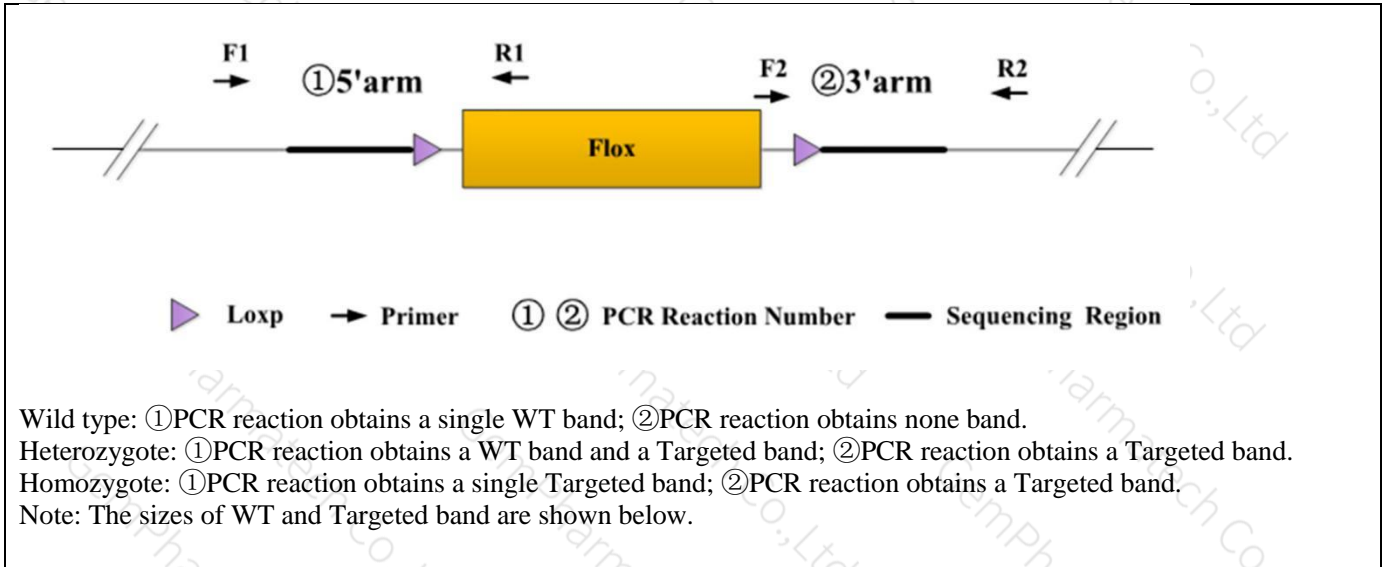 F1
①5'arm
R1
F2
②3'arm
R2
Flox
Loxp
Primer
① ② PCR Reaction Number
Sequencing Region
Wild type: ①PCR reaction obtains a single WT band; ②PCR reaction obtains none band.
Heterozygote: ①PCR reaction obtains a WT band and a Targeted band; ②PCR reaction obtains a Targeted band.
Homozygote: ①PCR reaction obtains a single Targeted band; ②PCR reaction obtains a Targeted band.
Note: The sizes of WT and Targeted band are shown below.
Co.,Ltd